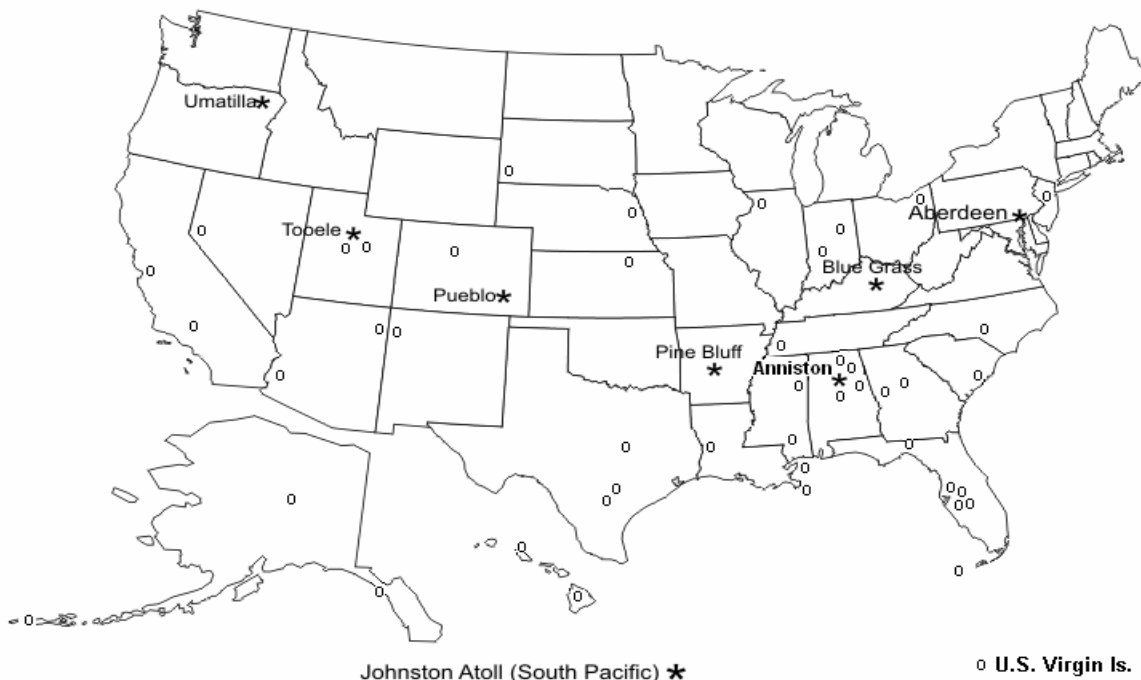 Umatilla*
Aberdeen *
Tooele *
Blue Grass
*
Pueblo*
Pine Bluff
*
Anniston
*
Johnston Atoll (South Pacific) *
o U.S. Virgin Is.